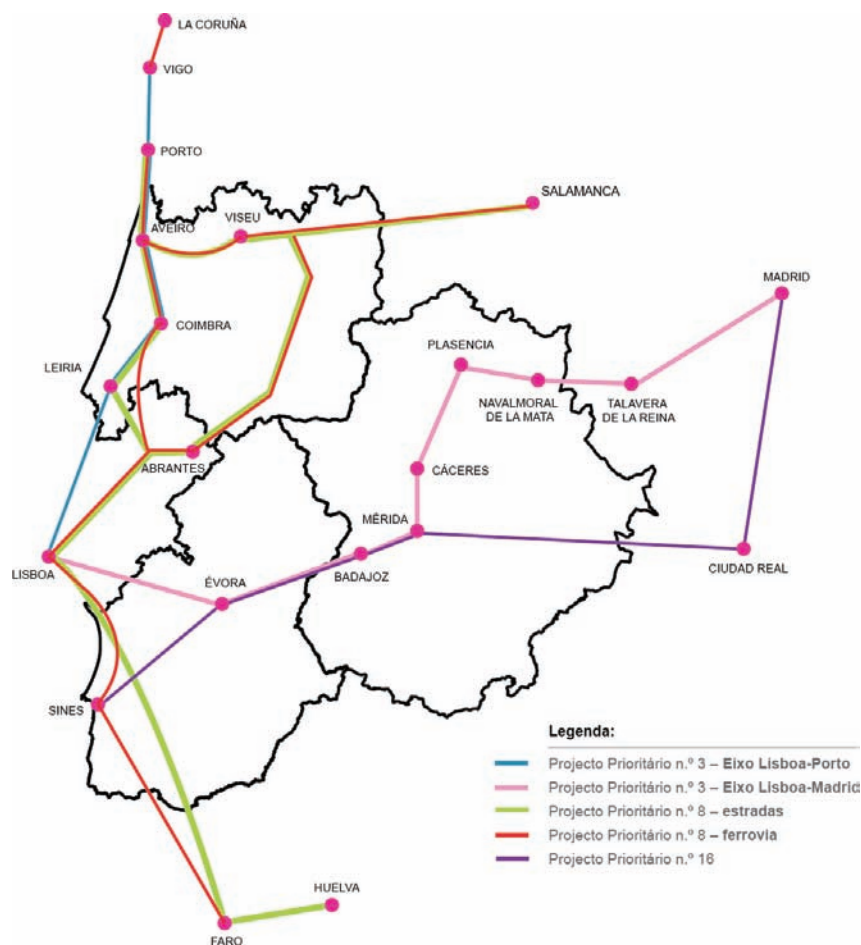 LA CORUÑA
VIGO
PORTO
SALAMANCA
VISEU
AVEIRO
MADRID
COIMBRA
PLASENCIA
LEIRIA
NAVALMORAL
DE LA MATA
TALAVERA
DE LA REINA
ABRANTES
CÁCERES
MÉRIDA
LISBOA
ÉVORA
BADAJOZ
CIUDAD REAL
SINES
Legenda:
Projecto Prioritário n.º 3 – Eixo Lisboa-Porto
Projecto Prioritário n.º 3 – Eixo Lisboa-Madrid
Projecto Prioritário n.º 8 – estradas
Projecto Prioritário n.º 8 – ferrovia
Projecto Prioritário n.º 16
HUELVA
FARO